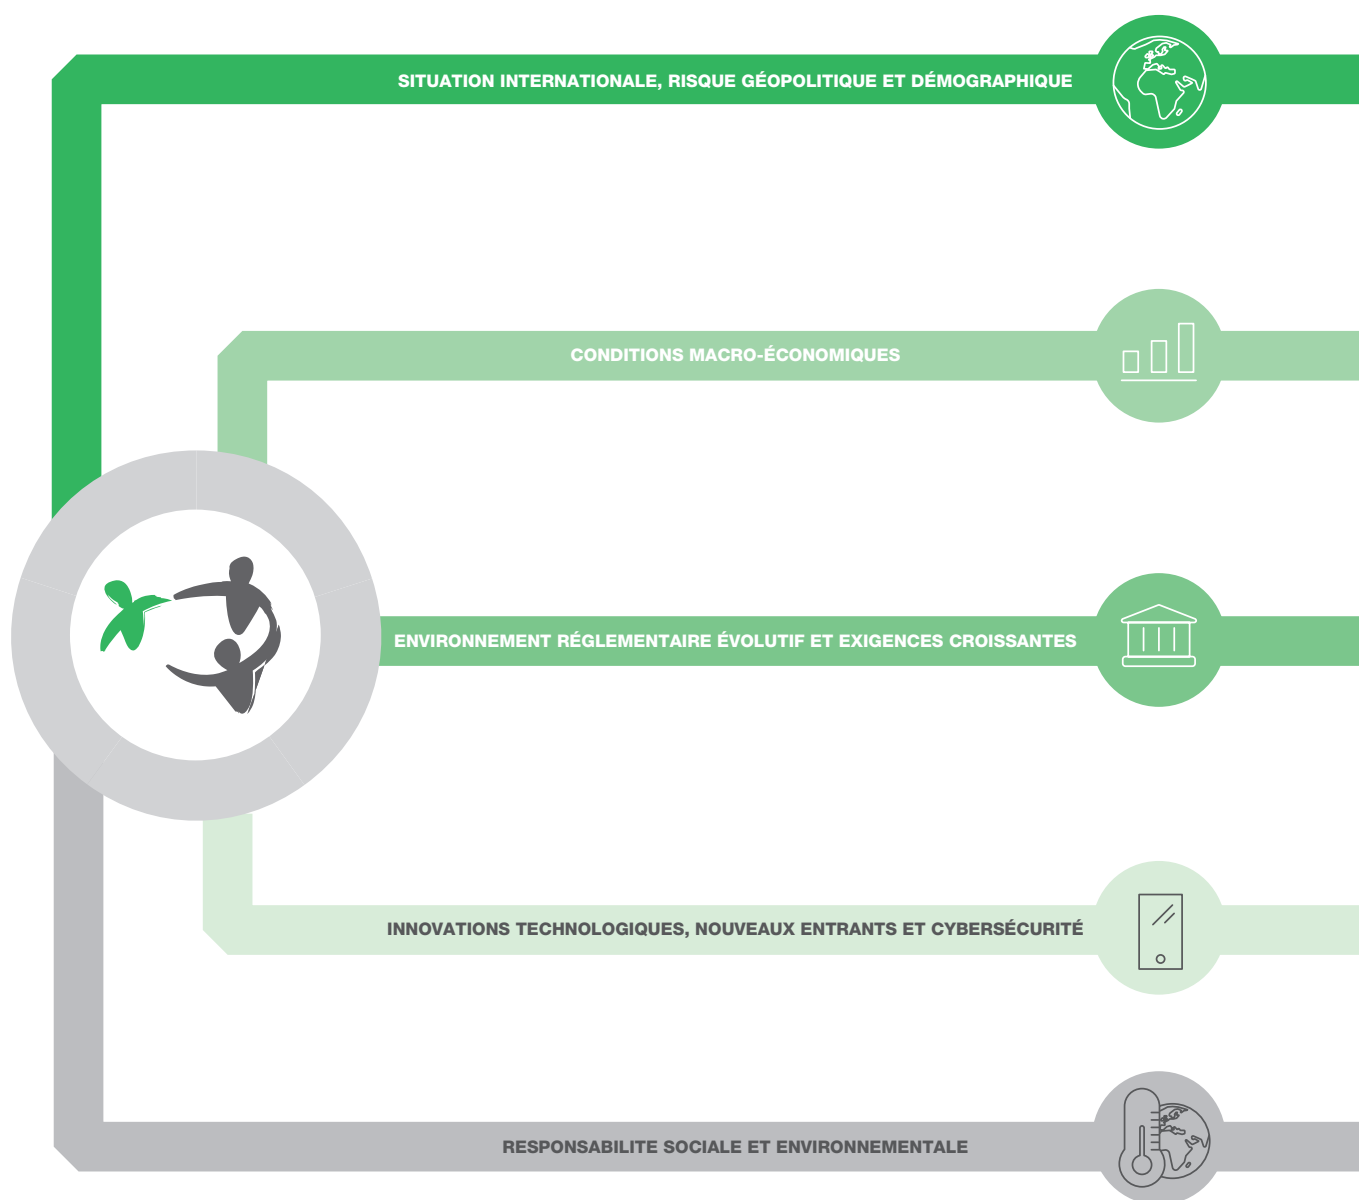 SITUATION INTERNATIONALE, RISQUE GÉOPOLITIQUE ET DÉMOGRAPHIQUE
CONDITIONS MACRO-ÉCONOMIQUES
ENVIRONNEMENT RÉGLEMENTAIRE ÉVOLUTIF ET EXIGENCES CROISSANTES
INNOVATIONS TECHNOLOGIQUES, NOUVEAUX ENTRANTS ET CYBERSÉCURITÉ
RESPONSABILITE SOCIALE ET ENVIRONNEMENTALE